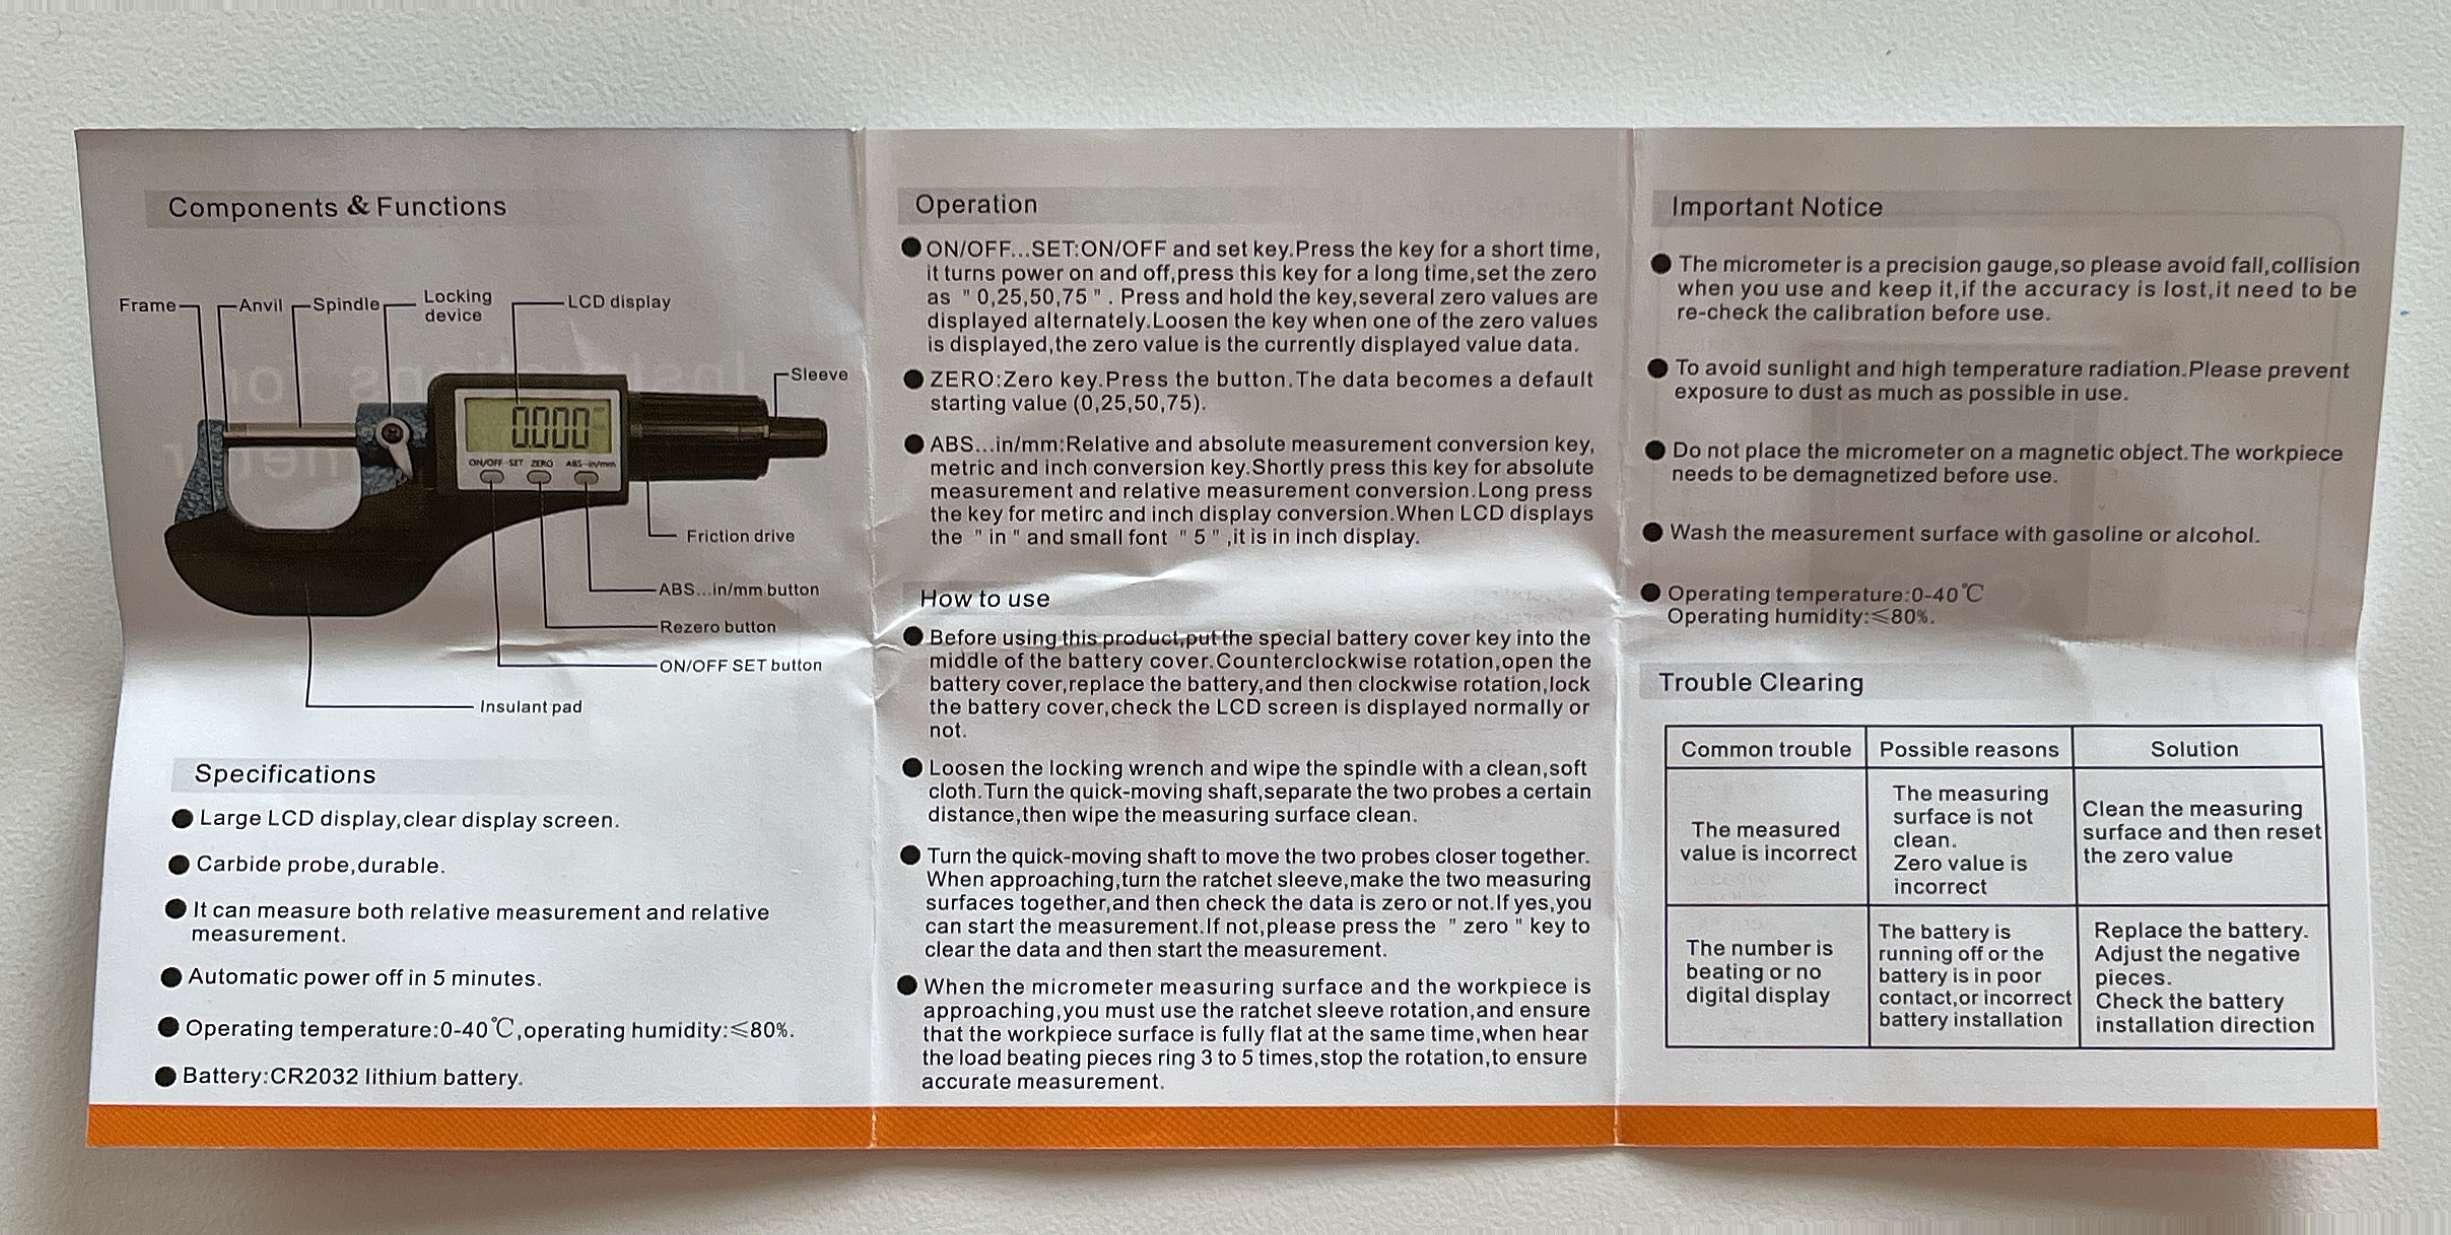 Components & Functions
Frame
Anvil
Spindle
Locking
device
LCD display
Sleeve
0.000
ON/OFF SET ZERO ABS in/mm
Friction drive
ABS...in/mm button
Rezero button
ON/OFF SET button
Insulant pad
Specifications
● Large LCD display,clear display screen.
● Carbide probe,durable.
● It can measure both relative measurement and relative
measurement.
● Automatic power off in 5 minutes.
● Operating temperature:0-40℃,operating humidity:≤80%.
● Battery:CR2032 lithium battery.
Operation
● ON/OFF...SET:ON/OFF and set key.Press the key for a short time,
it turns power on and off,press this key for a long time,set the zero
as " 0,25,50,75 " . Press and hold the key,several zero values are
displayed alternately.Loosen the key when one of the zero values
is displayed,the zero value is the currently displayed value data.
● ZERO:Zero key.Press the button.The data becomes a default
starting value (0,25,50,75).
● ABS...in/mm:Relative and absolute measurement conversion key,
metric and inch conversion key.Shortly press this key for absolute
measurement and relative measurement conversion.Long press
the key for metirc and inch display conversion.When LCD displays
the " in " and small font " 5 " ,it is in inch display.
How to use
● Before using this product,put the special battery cover key into the
middle of the battery cover.Counterclockwise rotation,open the
battery cover,replace the battery,and then clockwise rotation,lock
the battery cover,check the LCD screen is displayed normally or
not.
● Loosen the locking wrench and wipe the spindle with a clean,soft
cloth.Turn the quick-moving shaft,separate the two probes a certain
distance,then wipe the measuring surface clean.
● Turn the quick-moving shaft to move the two probes closer together.
When approaching,turn the ratchet sleeve,make the two measuring
surfaces together,and then check the data is zero or not.If yes,you
can start the measurement.If not,please press the " zero " key to
clear the data and then start the measurement.
● When the micrometer measuring surface and the workpiece is
approaching,you must use the ratchet sleeve rotation,and ensure
that the workpiece surface is fully flat at the same time,when hear
the load beating pieces ring 3 to 5 times,stop the rotation,to ensure
accurate measurement.
Important Notice
● The micrometer is a precision gauge,so please avoid fall,collision
when you use and keep it,if the accuracy is lost,it need to be
re-check the calibration before use.
● To avoid sunlight and high temperature radiation.Please prevent
exposure to dust as much as possible in use.
● Do not place the micrometer on a magnetic object.The workpiece
needs to be demagnetized before use.
● Wash the measurement surface with gasoline or alcohol.
● Operating temperature:0-40℃
Operating humidity:≤80%.
Trouble Clearing
Common trouble
Possible reasons
Solution
The measured
value is incorrect
The measuring
surface is not
clean.
Zero value is
incorrect
Clean the measuring
surface and then reset
the zero value
The number is
beating or no
digital display
The battery is
running off or the
battery is in poor
contact,or incorrect
battery installation
Replace the battery.
Adjust the negative
pieces.
Check the battery
installation direction